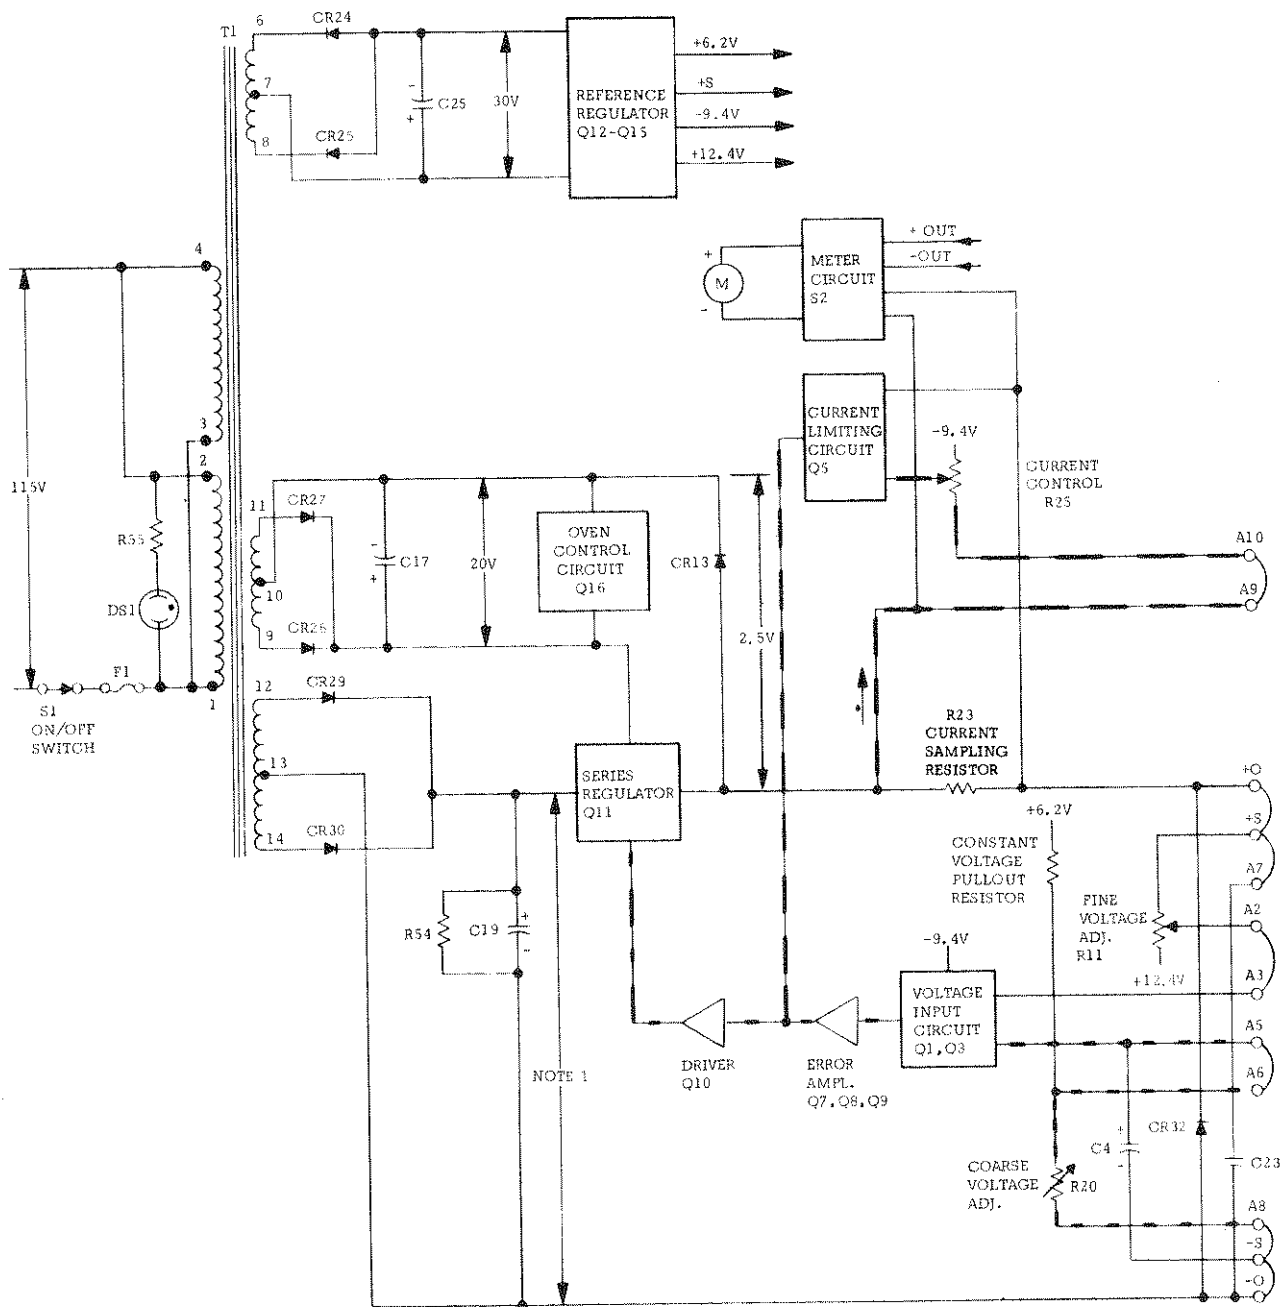 T1
6
CR24
7
8
CR25
-
C25
+
30V
REFERENCE
REGULATOR
Q12-Q15
+6.2V
+S
-9.4V
+12.4V
4
3
2
1
115V
R55
DS1
F1
S1
ON/OFF
SWITCH
+
M
-
METER
CIRCUIT
S2
+ OUT
-OUT
CURRENT
LIMITING
CIRCUIT
Q5
-9.4V
CURRENT
CONTROL
R25
A10
A9
11
CR27
10
9
CR26
-
C17
+
20V
OVEN
CONTROL
CIRCUIT
Q16
CR13
2.5V
12
CR29
13
14
CR30
SERIES
REGULATOR
Q11
R23
CURRENT
SAMPLING
RESISTOR
+O
+S
A7
A2
A3
A5
A6
A8
-S
-O
+6.2V
CONSTANT
VOLTAGE
PULLOUT
RESISTOR
FINE
VOLTAGE
ADJ.
R11
+12.4V
R54
C19
+
-
NOTE 1
DRIVER
Q10
ERROR
AMPL.
Q7,Q8,Q9
-9.4V
VOLTAGE
INPUT
CIRCUIT
Q1,Q3
COARSE
VOLTAGE
ADJ.
R20
+
C4
-
CR32
C23